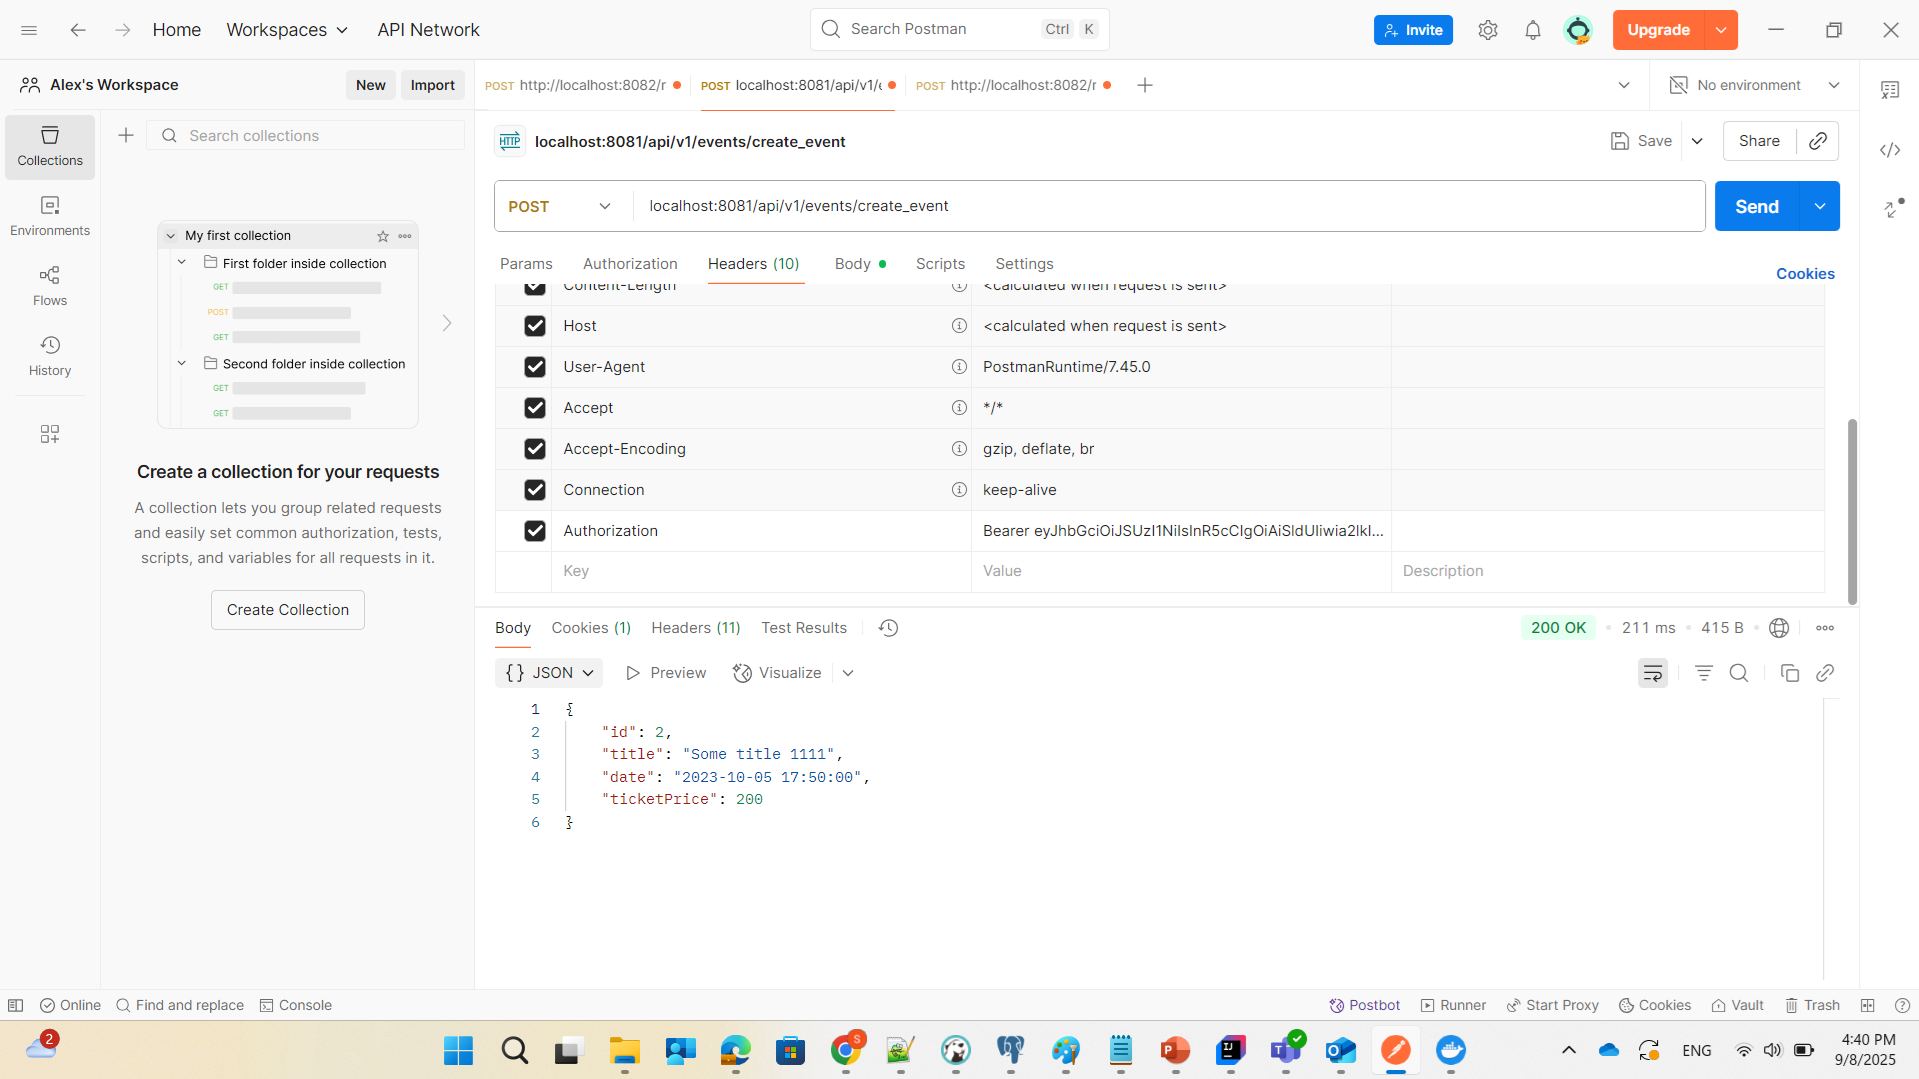 Home Workspaces API Network Search Postman Ctrl K Invite Upgrade
Alex's Workspace New Import
POST http://localhost:8082/r POST localhost:8081/api/v1/e POST http://localhost:8082/r No environment
Collections
Environments
Flows
History
Search collections
My first collection
First folder inside collection
GET
POST
GET
Second folder inside collection
GET
GET
Create a collection for your requests
A collection lets you group related requests
and easily set common authorization, tests,
scripts, and variables for all requests in it.
Create Collection
HTTP localhost:8081/api/v1/events/create_event Save Share
POST localhost:8081/api/v1/events/create_event Send
Params Authorization Headers (10) Body Scripts Settings Cookies
Content-Length <calculated when request is sent>
Host <calculated when request is sent>
User-Agent PostmanRuntime/7.45.0
Accept */*
Accept-Encoding gzip, deflate, br
Connection keep-alive
Authorization Bearer eyJhbGciOiJSUzI1NiIsInR5cCIgOiAiSldUIiwia2lkI...
Key Value Description
Body Cookies (1) Headers (11) Test Results 200 OK 211 ms 415 B
{} JSON Preview Visualize
1 {
2 "id": 2,
3 "title": "Some title 1111",
4 "date": "2023-10-05 17:50:00",
5 "ticketPrice": 200
6 }
Online Find and replace Console Postbot Runner Start Proxy Cookies Vault Trash
2 S IJ P T ENG 4:40 PM
9/8/2025